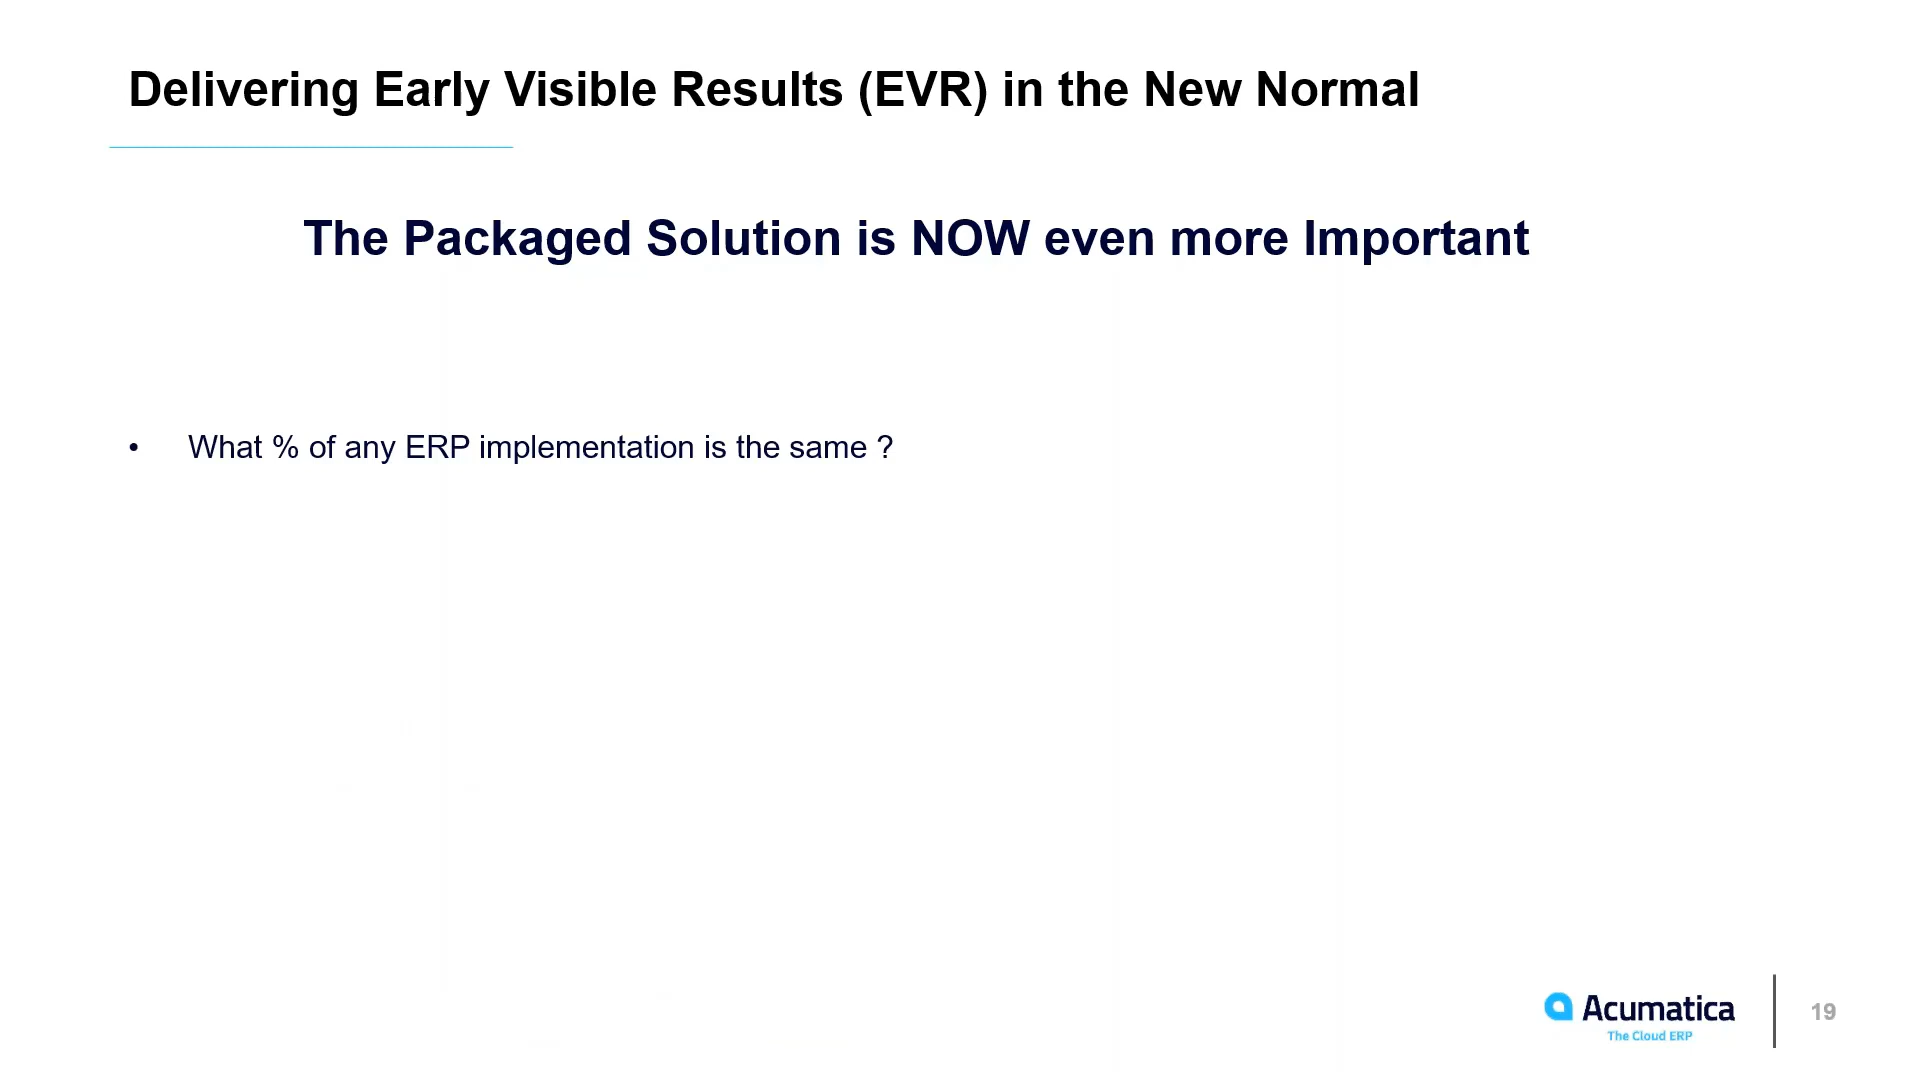 Delivering Early Visible Results (EVR) in the New Normal
The Packaged Solution is NOW even more Important
• What % of any ERP implementation is the same ?
Acumatica
The Cloud ERP
19